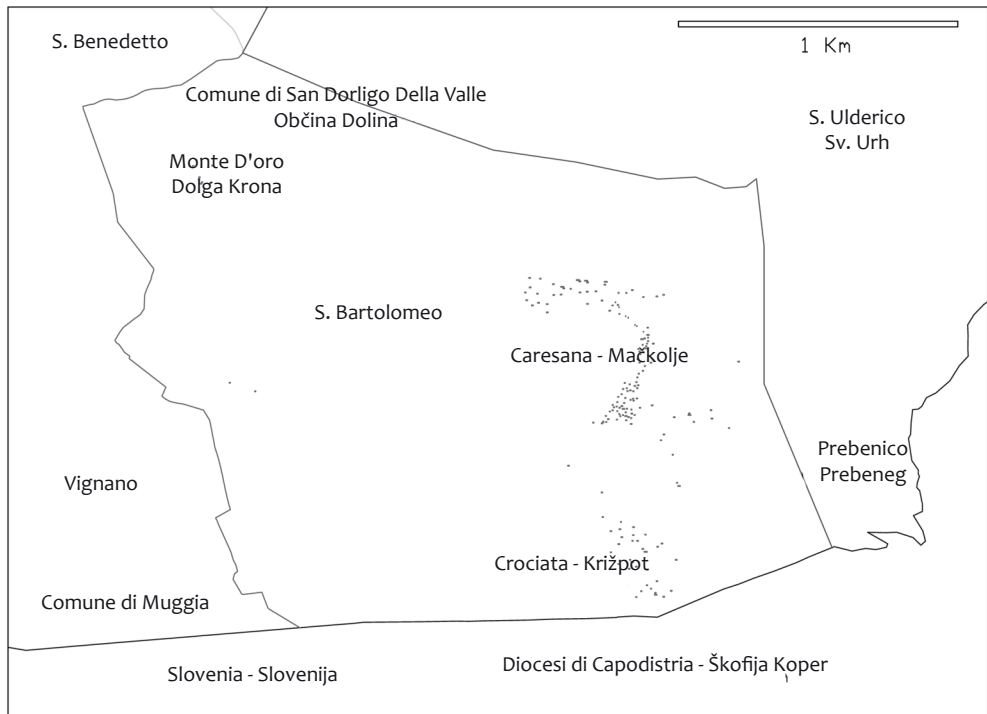 S. Benedetto
1 Km
Comune di San Dorligo Della Valle
Občina Dolina
S. Ulderico
Sv. Urh
Monte D'oro
Dolga Krona
S. Bartolomeo
Caresana - Mačkolje
Prebenico
Prebeneg
Vignano
Crociata - Križpot
Comune di Muggia
Slovenia - Slovenija
Diocesi di Capodistria - Škofija Koper